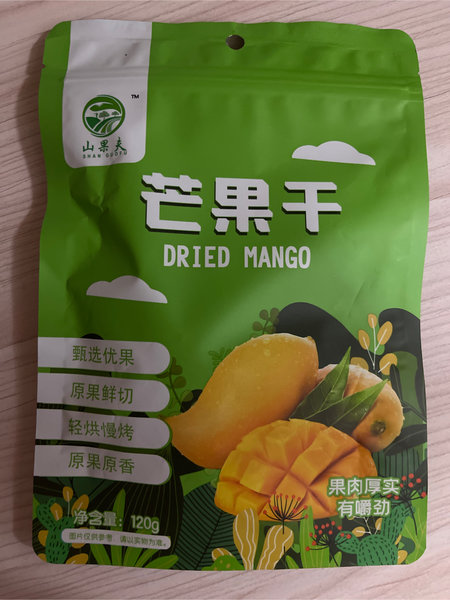 TM
山果夫
SHAN GUOFU
芒果干
DRIED MANGO
甄选优果
原果鲜切
轻烘慢烤
原果原香
果肉厚实
有嚼劲
净含量：120g
图片仅供参考，请以实物为准